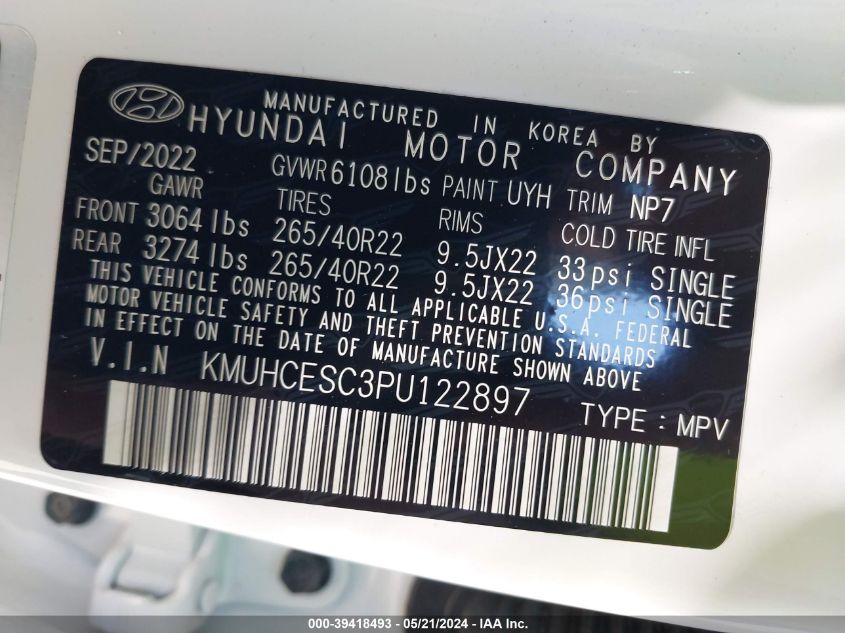 MANUFACTURED IN KOREA BY
HYUNDAI MOTOR COMPANY
SEP/2022 GVWR 6108lbs PAINT UYH TRIM NP7
GAWR TIRES RIMS COLD TIRE INFL
FRONT 3064 lbs 265/40R22 9.5JX22 33psi SINGLE
REAR 3274 lbs 265/40R22 9.5JX22 36psi SINGLE
THIS VEHICLE CONFORMS TO ALL APPLICABLE U.S.A. FEDERAL
MOTOR VEHICLE SAFETY AND THEFT PREVENTION STANDARDS
IN EFFECT ON THE DATE OF MANUFACTURE SHOWN ABOVE
V.I.N KMUHCESC3PU122897
TYPE : MPV
000-39418493 - 05/21/2024 - IAA Inc.